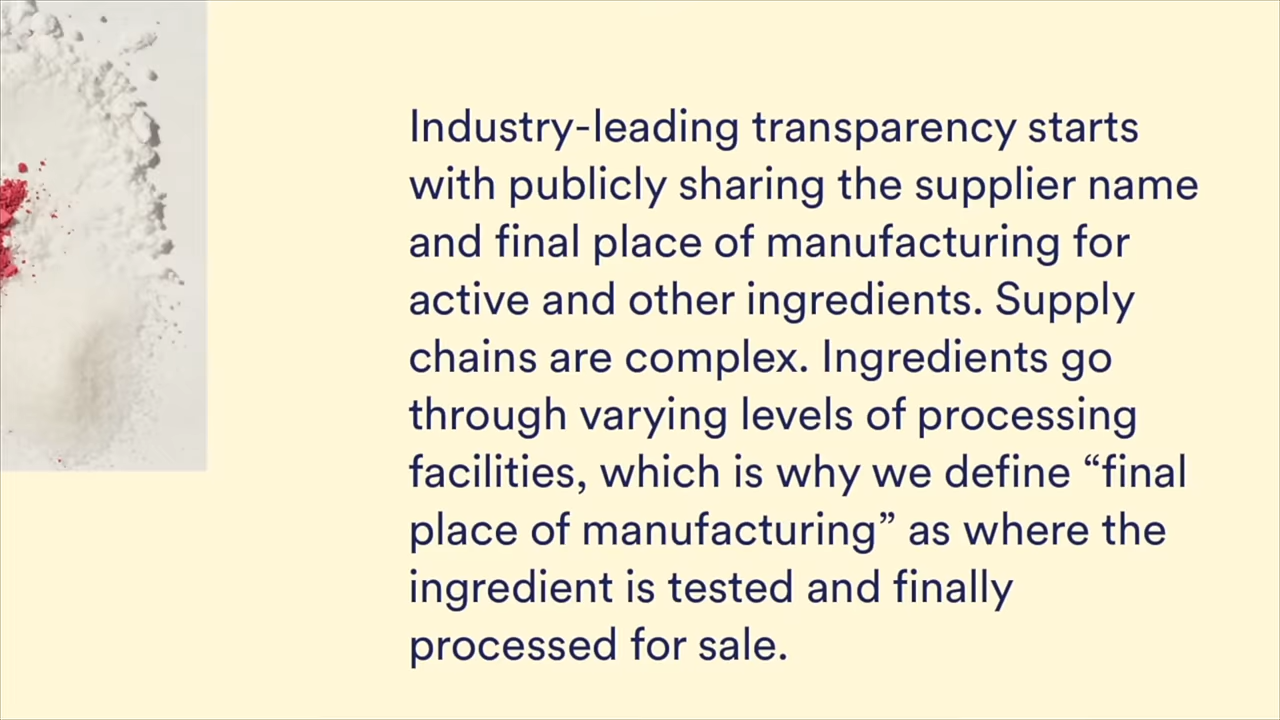 Industry-leading transparency starts
with publicly sharing the supplier name
and final place of manufacturing for
active and other ingredients. Supply
chains are complex. Ingredients go
through varying levels of processing
facilities, which is why we define “final
place of manufacturing” as where the
ingredient is tested and finally
processed for sale.